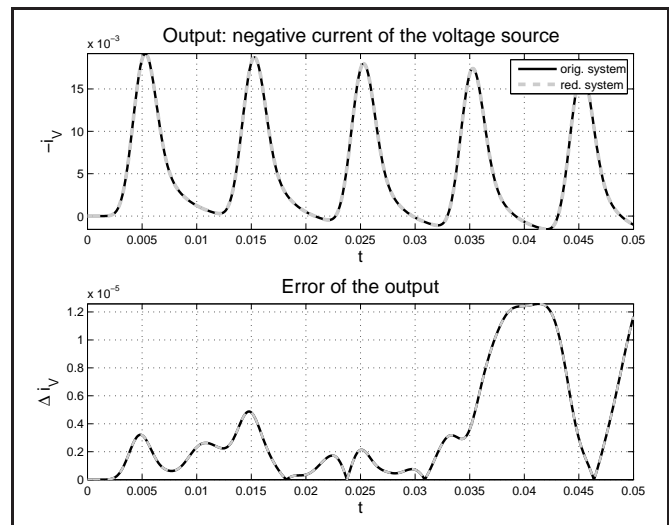 x 10⁻³
Output: negative current of the voltage source
15
10
5
0
−i_V
orig. system
red. system
0 0.005 0.01 0.015 0.02 0.025 0.03 0.035 0.04 0.045 0.05
t
x 10⁻⁵
Error of the output
1.2
1
0.8
0.6
0.4
0.2
0
Δ i_V
0 0.005 0.01 0.015 0.02 0.025 0.03 0.035 0.04 0.045 0.05
t